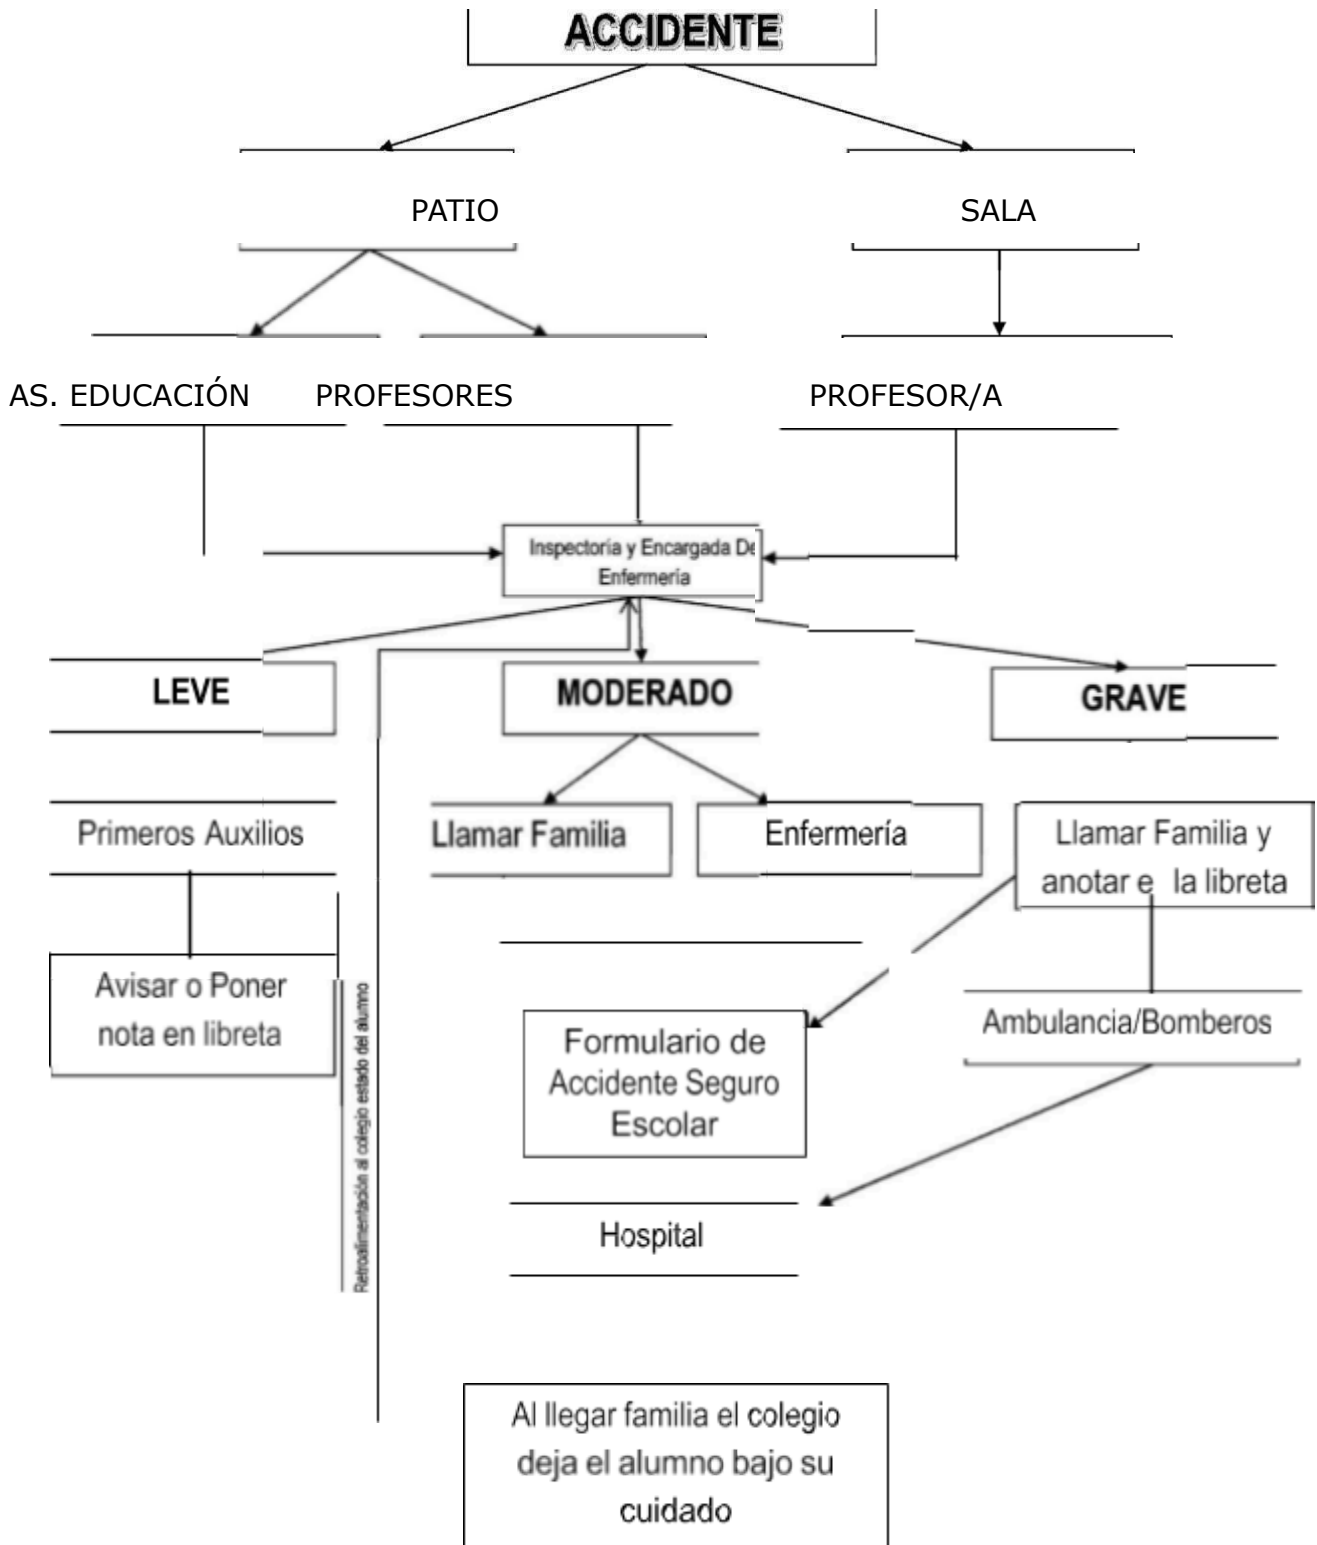 ACCIDENTE
PATIO
SALA
AS. EDUCACIÓN
PROFESORES
PROFESOR/A
Inspectoría y Encargada De
Enfermería
LEVE
MODERADO
GRAVE
Primeros Auxilios
Llamar Familia
Enfermería
Llamar Familia y
anotar e la libreta
Avisar o Poner
nota en libreta
Retroalimentación al colegio estado del alumno
Formulario de
Accidente Seguro
Escolar
Ambulancia/Bomberos
Hospital
Al llegar familia el colegio
deja el alumno bajo su
cuidado